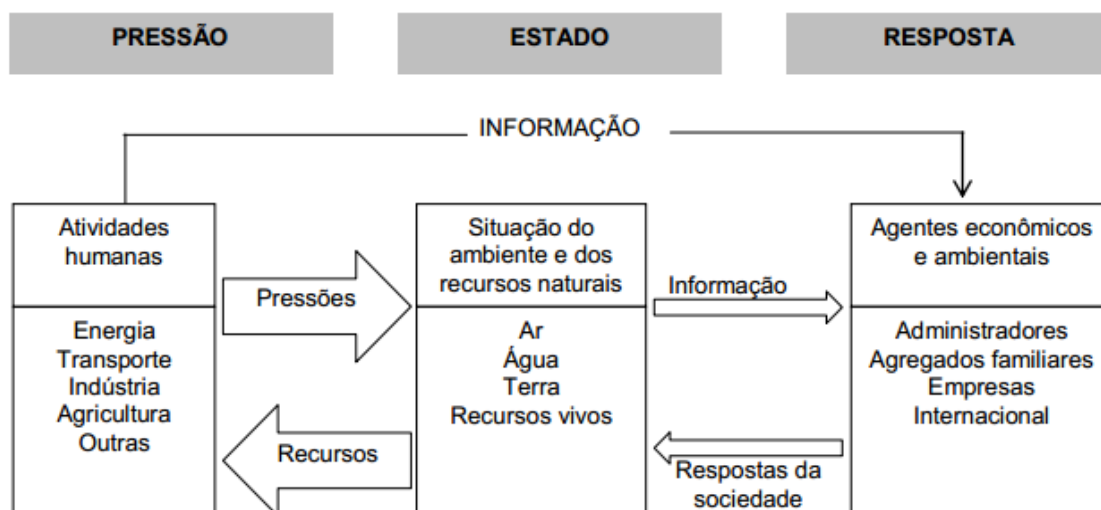 PRESSÃO
ESTADO
RESPOSTA
INFORMAÇÃO
Atividades
humanas
Energia
Transporte
Indústria
Agricultura
Outras
Pressões
Recursos
Situação do
ambiente e dos
recursos naturais
Ar
Água
Terra
Recursos vivos
Informação
Respostas da
sociedade
Agentes econômicos
e ambientais
Administradores
Agregados familiares
Empresas
Internacional